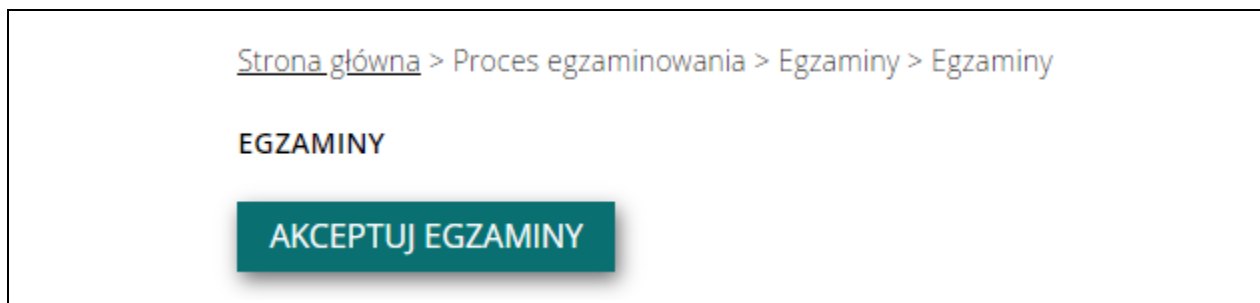 Strona główna > Proces egzaminowania > Egzaminy > Egzaminy
EGZAMINY
AKCEPTUJ EGZAMINY